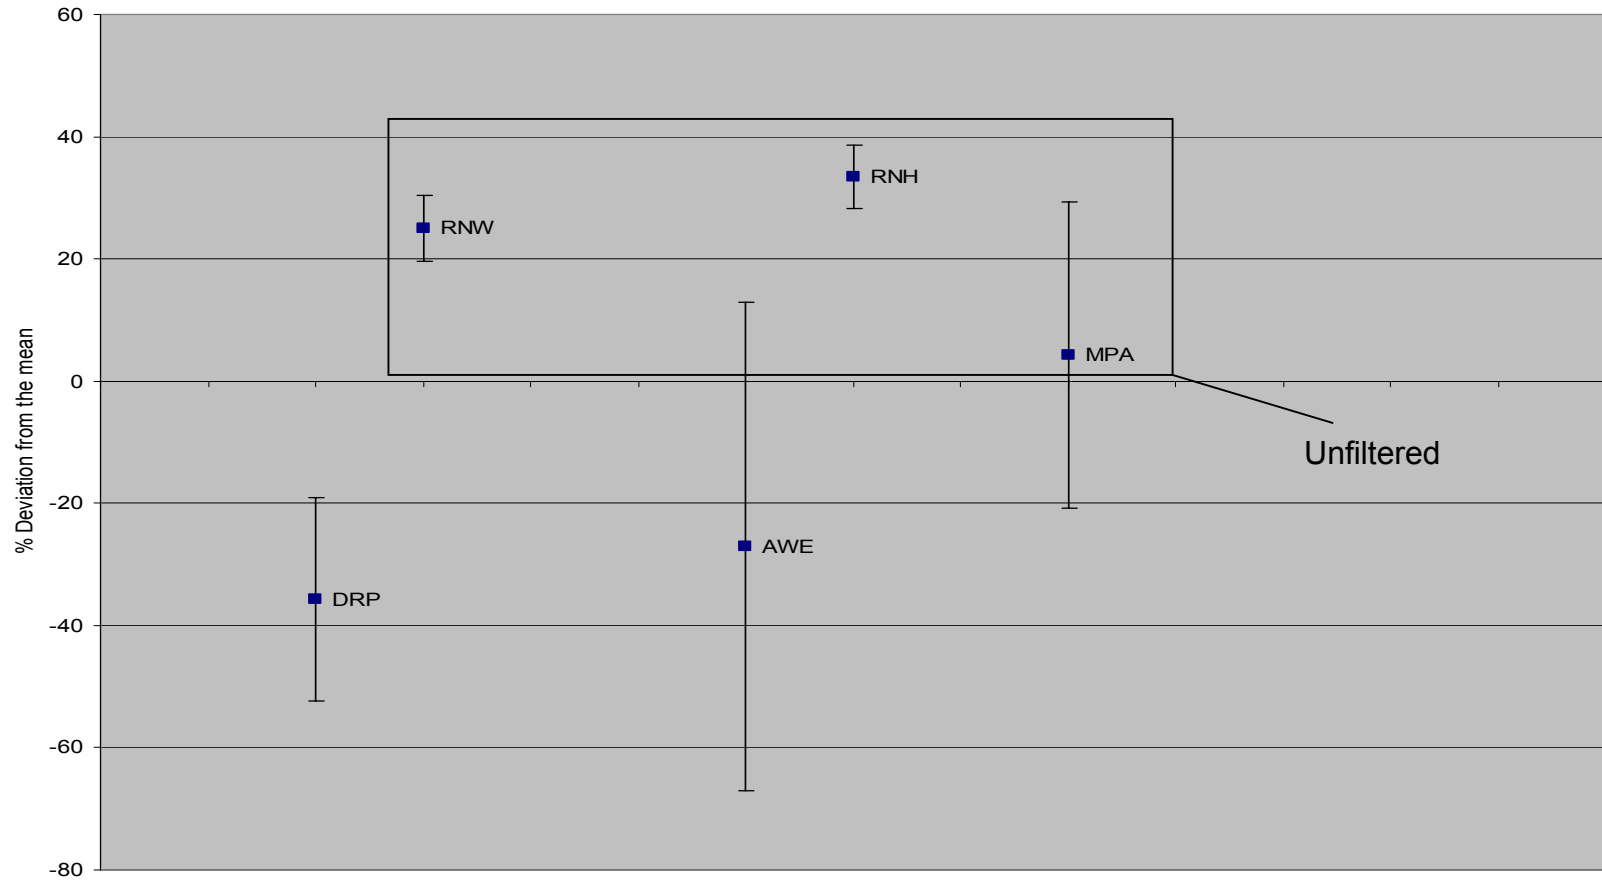 60
40
20
0
-20
-40
-60
-80
% Deviation from the mean
RNH
RNW
MPA
Unfiltered
AWE
DRP